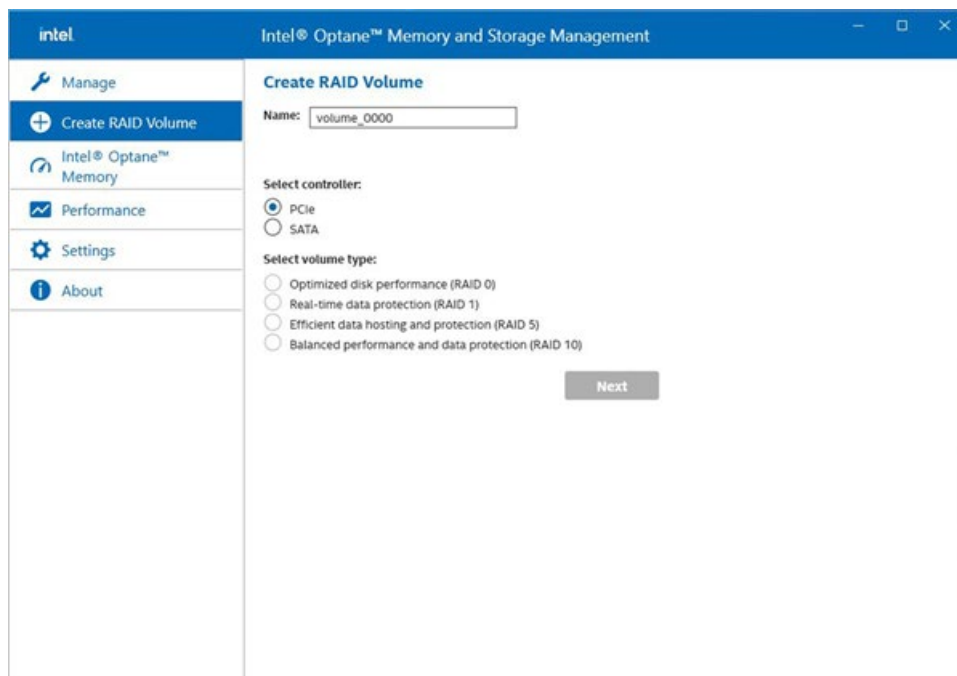 intel
Intel® Optane™ Memory and Storage Management
Manage
Create RAID Volume
Intel® Optane™
Memory
Performance
Settings
About
Create RAID Volume
Name: volume_0000
Select controller:
PCIe
SATA
Select volume type:
Optimized disk performance (RAID 0)
Real-time data protection (RAID 1)
Efficient data hosting and protection (RAID 5)
Balanced performance and data protection (RAID 10)
Next